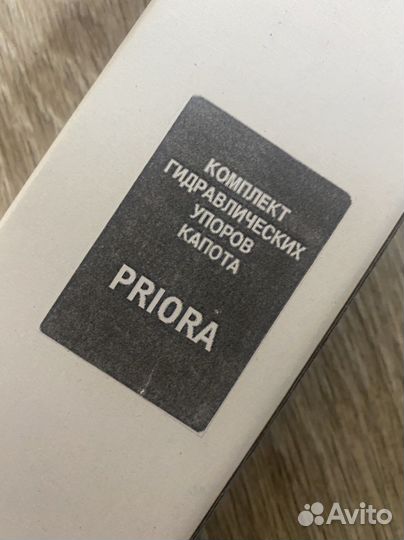 КОМПЛЕКТ
ГИДРАВЛИЧЕСКИХ
УПОРОВ
КАПОТА
PRIORA
Avito